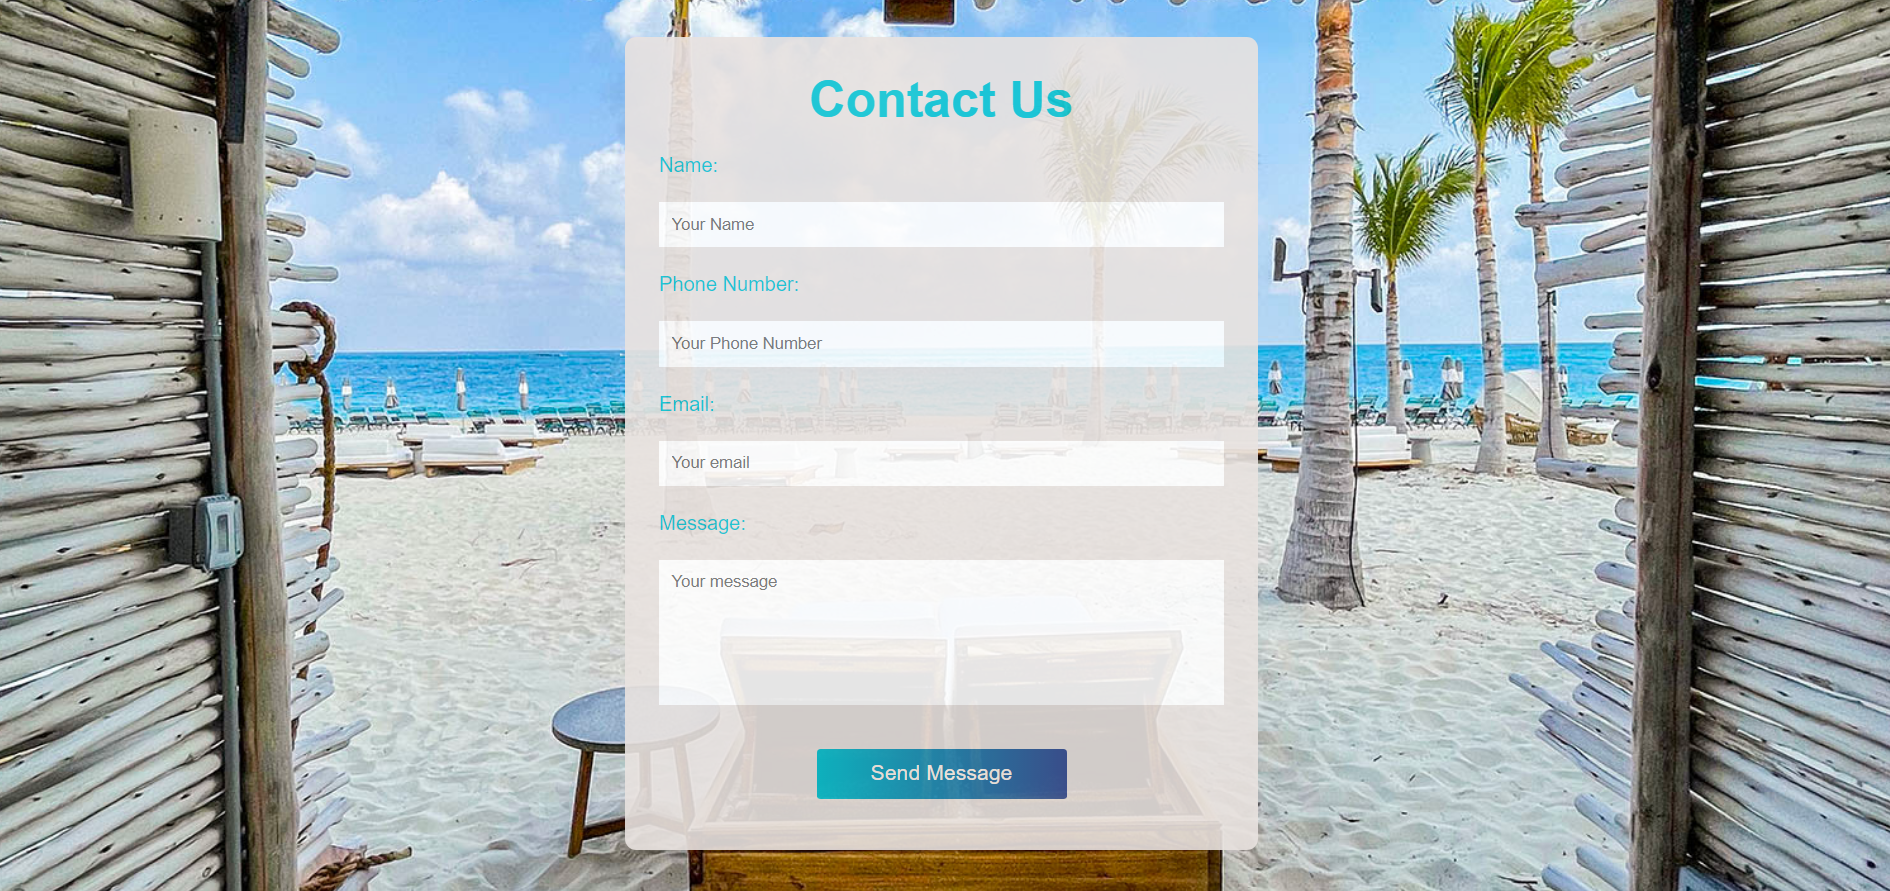 Contact Us
Name:
Your Name
Phone Number:
Your Phone Number
Email:
Your email
Message:
Your message
Send Message